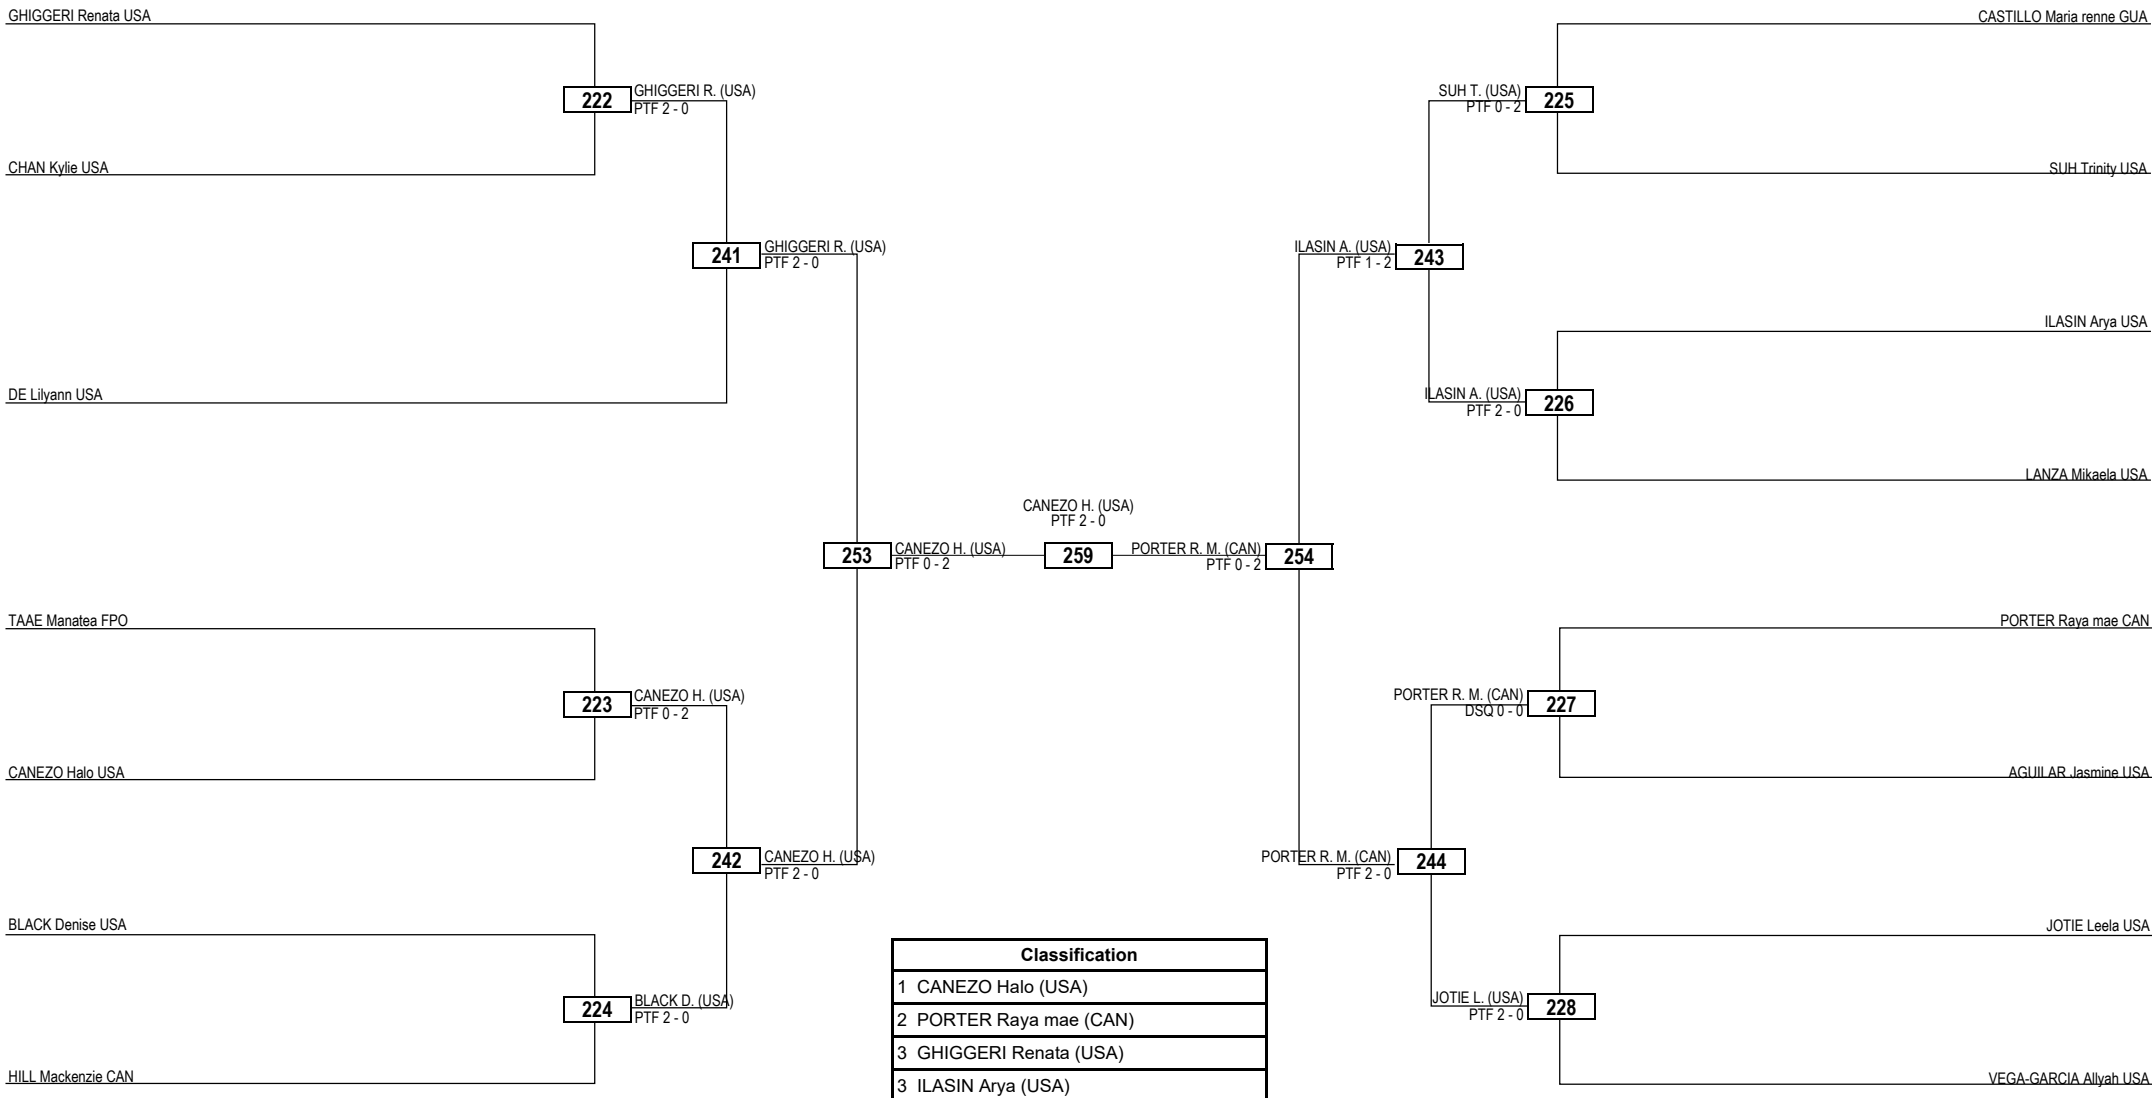 GHIGGERI Renata USA
CASTILLO Maria renne GUA
222
GHIGGERI R. (USA)
PTF 2 - 0
SUH T. (USA)
PTF 0 - 2
225
CHAN Kylie USA
SUH Trinity USA
241
GHIGGERI R. (USA)
PTF 2 - 0
ILASIN A. (USA)
PTF 1 - 2
243
ILASIN Arya USA
DE Lilyann USA
ILASIN A. (USA)
PTF 2 - 0
226
LANZA Mikaela USA
CANEZO H. (USA)
PTF 2 - 0
253
CANEZO H. (USA)
PTF 0 - 2
259
PORTER R. M. (CAN)
PTF 0 - 2
254
TAAE Manatea FPO
PORTER Raya mae CAN
223
CANEZO H. (USA)
PTF 0 - 2
PORTER R. M. (CAN)
DSQ 0 - 0
227
CANEZO Halo USA
AGUILAR Jasmine USA
242
CANEZO H. (USA)
PTF 2 - 0
PORTER R. M. (CAN)
PTF 2 - 0
244
BLACK Denise USA
JOTIE Leela USA
224
BLACK D. (USA)
PTF 2 - 0
JOTIE L. (USA)
PTF 2 - 0
228
HILL Mackenzie CAN
VEGA-GARCIA Allyah USA
Classification
1 CANEZO Halo (USA)
2 PORTER Raya mae (CAN)
3 GHIGGERI Renata (USA)
3 ILASIN Arya (USA)